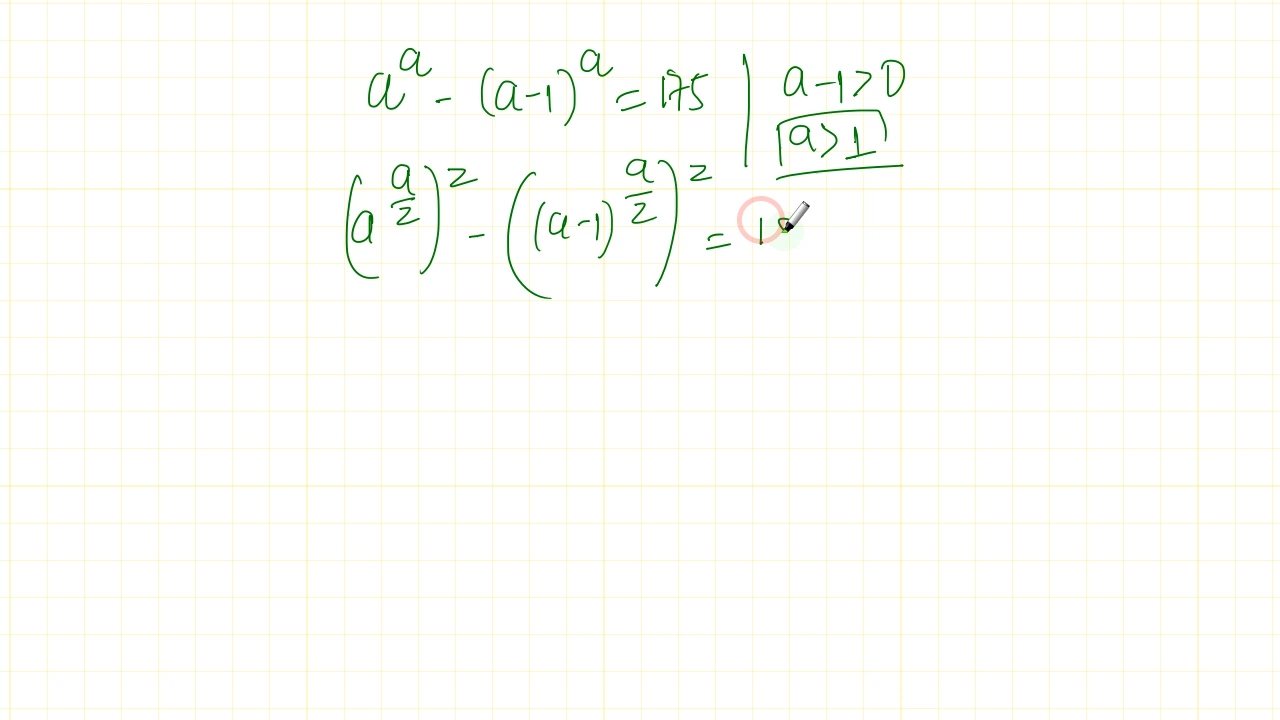 a^a - (a-1)^a = 175 | a-1>0
a>1
(a^(a/2))^2 - ((a-1)^(a/2))^2 = 1